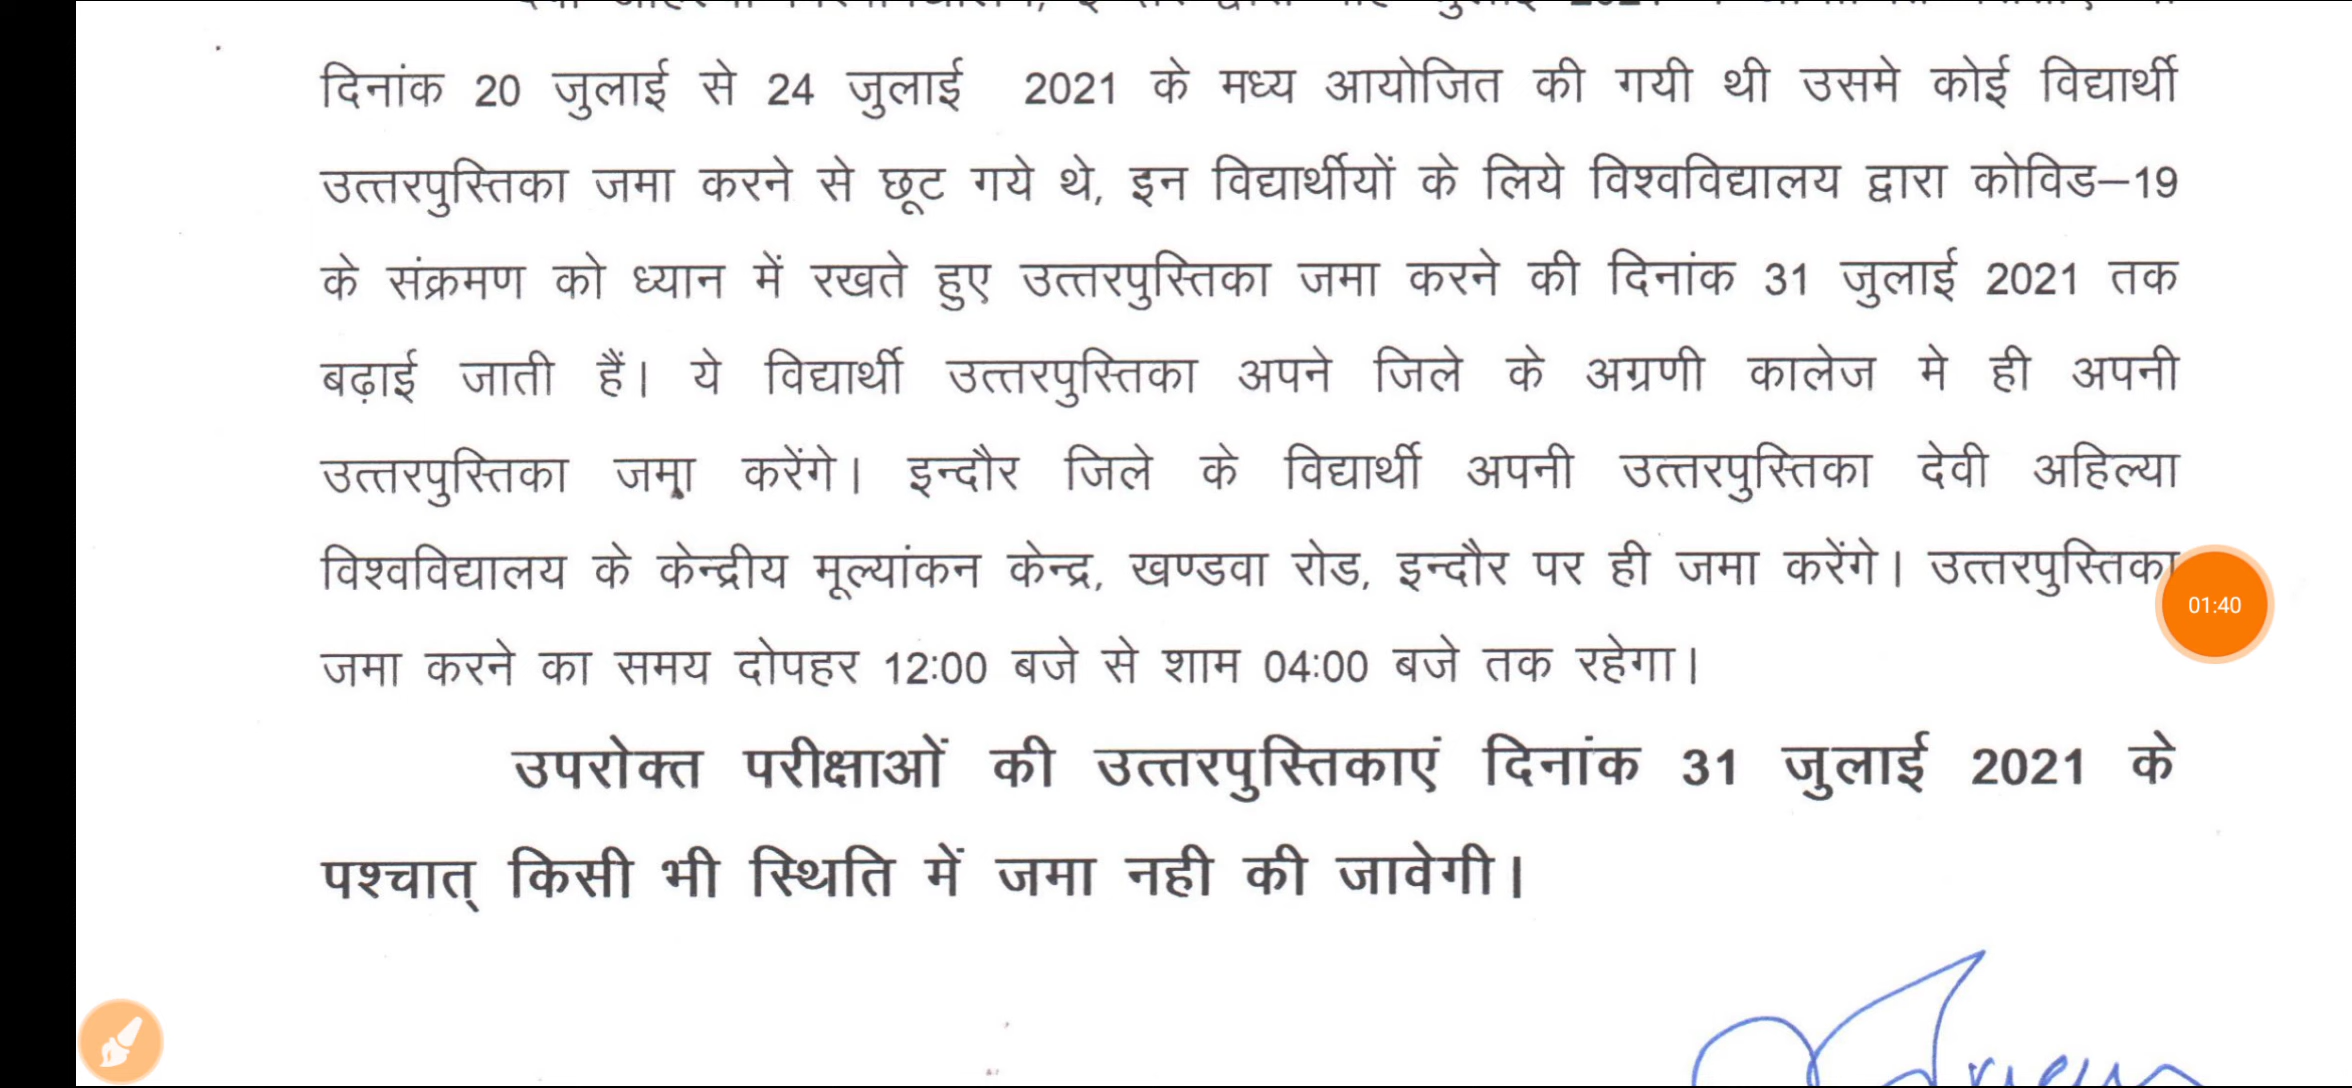 दिनांक 20 जुलाई से 24 जुलाई 2021 के मध्य आयोजित की गयी थी उसमे कोई विद्यार्थी
उत्तरपुस्तिका जमा करने से छूट गये थे, इन विद्यार्थीयों के लिये विश्वविद्यालय द्वारा कोविड–19
के संक्रमण को ध्यान में रखते हुए उत्तरपुस्तिका जमा करने की दिनांक 31 जुलाई 2021 तक
बढ़ाई जाती हैं। ये विद्यार्थी उत्तरपुस्तिका अपने जिले के अग्रणी कालेज मे ही अपनी
उत्तरपुस्तिका जमा करेंगे। इन्दौर जिले के विद्यार्थी अपनी उत्तरपुस्तिका देवी अहिल्या
विश्वविद्यालय के केन्द्रीय मूल्यांकन केन्द्र, खण्डवा रोड, इन्दौर पर ही जमा करेंगे। उत्तरपुस्तिका
01:40
जमा करने का समय दोपहर 12:00 बजे से शाम 04:00 बजे तक रहेगा।
उपरोक्त परीक्षाओं की उत्तरपुस्तिकाएं दिनांक 31 जुलाई 2021 के
पश्चात् किसी भी स्थिति में जमा नही की जावेगी।